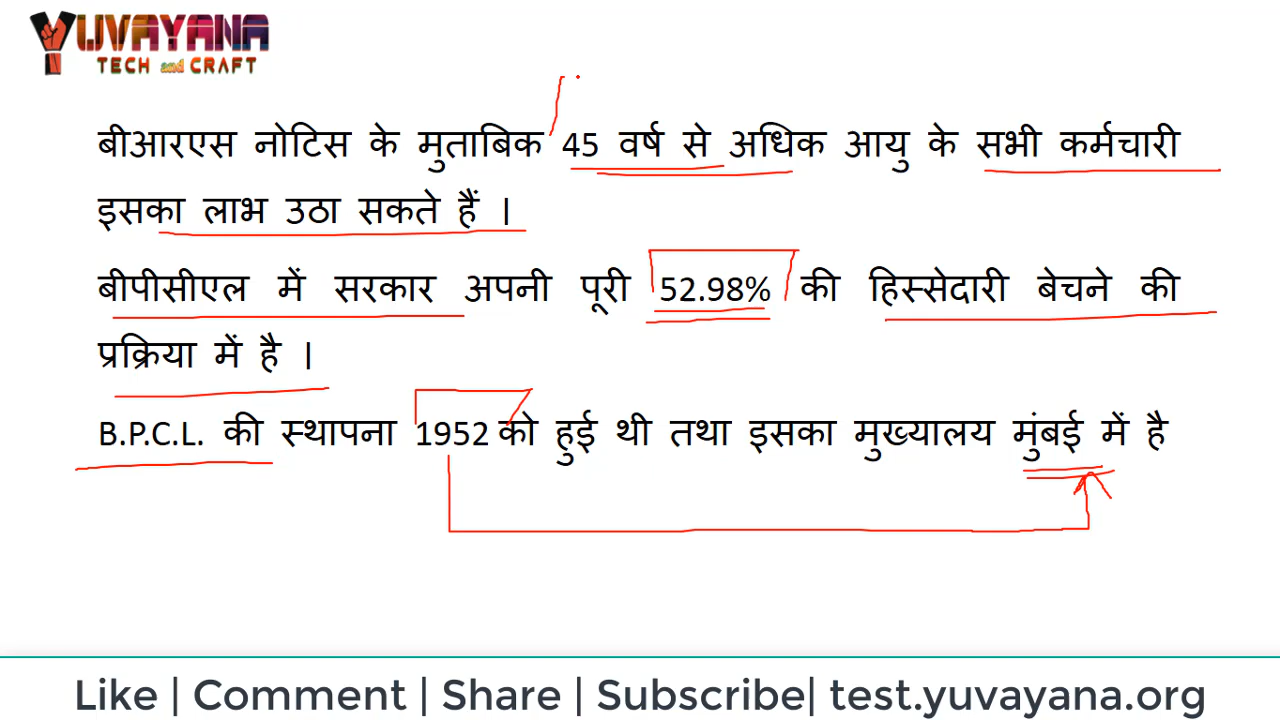 YUVAYANA
TECH and CRAFT
बीआरएस नोटिस के मुताबिक 45 वर्ष से अधिक आयु के सभी कर्मचारी
इसका लाभ उठा सकते हैं ।
बीपीसीएल में सरकार अपनी पूरी 52.98% की हिस्सेदारी बेचने की
प्रक्रिया में है ।
B.P.C.L. की स्थापना 1952 को हुई थी तथा इसका मुख्यालय मुंबई में है
Like | Comment | Share | Subscribe| test.yuvayana.org